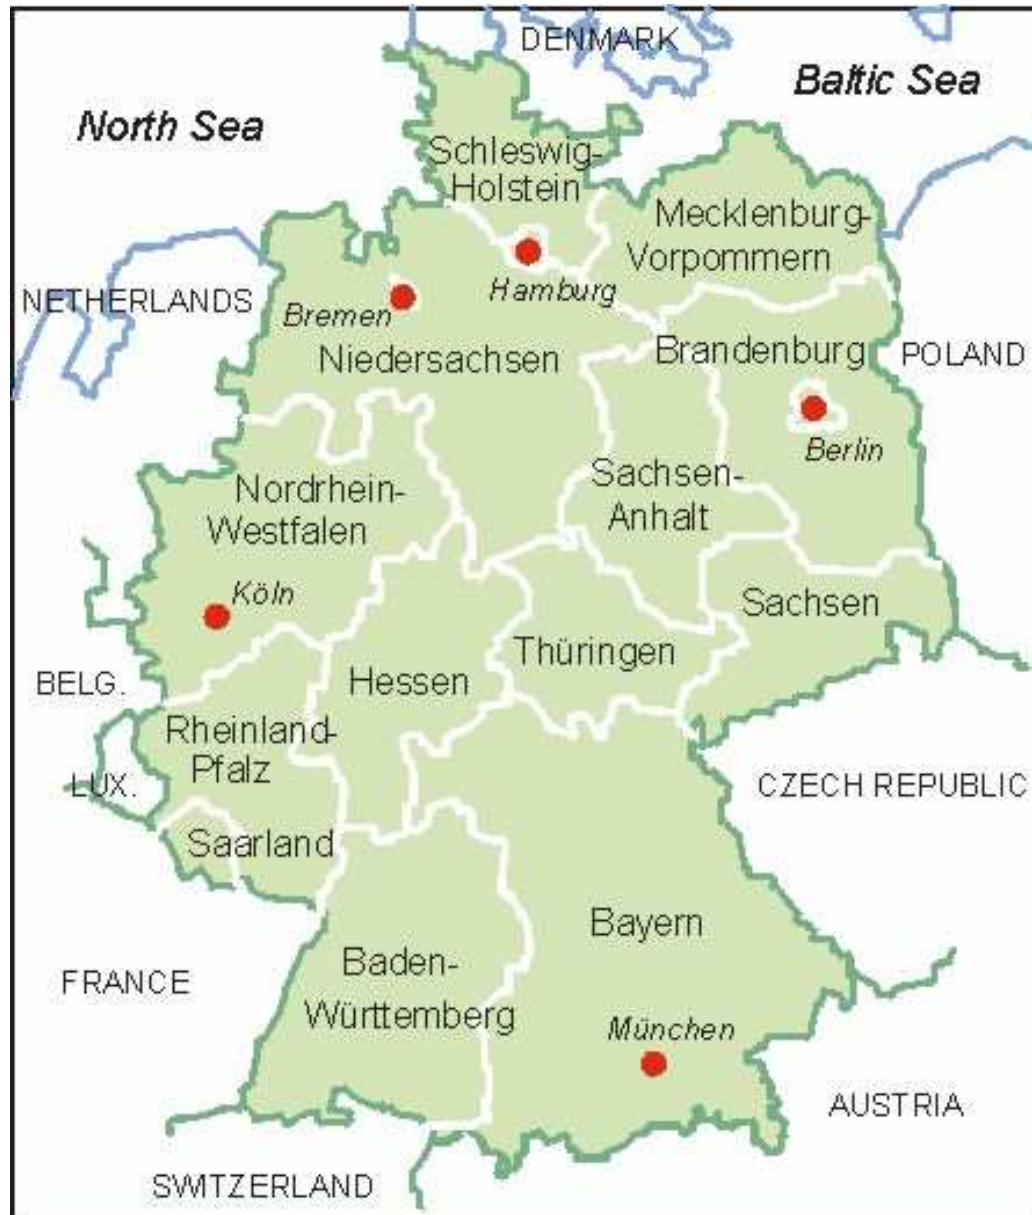 DENMARK
Baltic Sea
North Sea
Schleswig-
Holstein
Mecklenburg-
Vorpommern
Hamburg
NETHERLANDS
Bremen
Niedersachsen
Brandenburg
POLAND
Berlin
Sachsen-
Anhalt
Nordrhein-
Westfalen
Köln
Sachsen
Thüringen
Hessen
BELG.
Rheinland-
Pfalz
LUX.
CZECH REPUBLIC
Saarland
Bayern
FRANCE
Baden-
Württemberg
München
AUSTRIA
SWITZERLAND